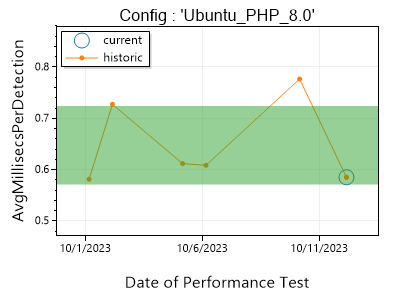 Config : 'Ubuntu_PHP_8.0'
current
historic
0.8
0.7
0.6
0.5
AvgMillisecsPerDetection
10/1/2023
10/6/2023
10/11/2023
Date of Performance Test